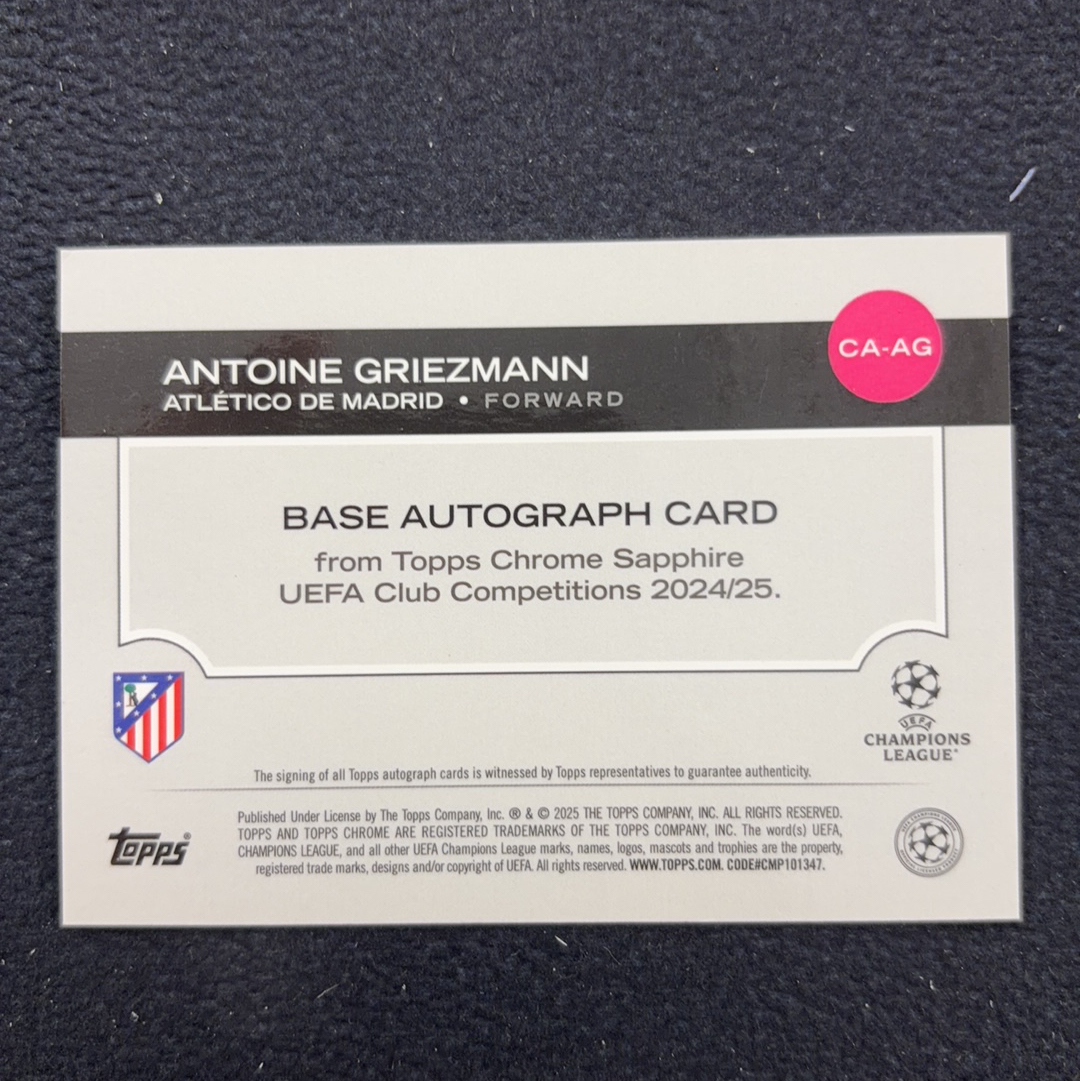 CA-AG
ANTOINE GRIEZMANN
ATLÉTICO DE MADRID • FORWARD
BASE AUTOGRAPH CARD
from Topps Chrome Sapphire
UEFA Club Competitions 2024/25.
UEFA
CHAMPIONS
LEAGUE®
The signing of all Topps autograph cards is witnessed by Topps representatives to guarantee authenticity.
topps®
Published Under License by The Topps Company, Inc. ® & © 2025 THE TOPPS COMPANY, INC. ALL RIGHTS RESERVED.
TOPPS AND TOPPS CHROME ARE REGISTERED TRADEMARKS OF THE TOPPS COMPANY, INC. The word(s) UEFA,
CHAMPIONS LEAGUE, and all other UEFA Champions League marks, names, logos, mascots and trophies are the property,
registered trade marks, designs and/or copyright of UEFA. All rights reserved. WWW.TOPPS.COM. CODE#CMP101347.